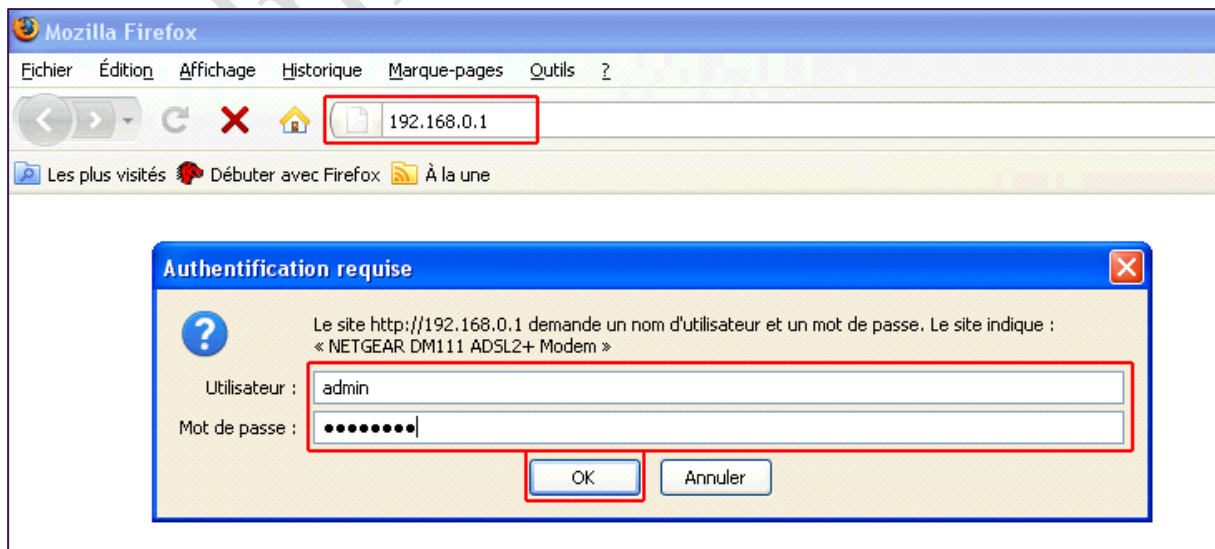 Mozilla Firefox
Fichier Édition Affichage Historique Marque-pages Outils ?
192.168.0.1
Les plus visités Débuter avec Firefox À la une
Authentification requise
Le site http://192.168.0.1 demande un nom d'utilisateur et un mot de passe. Le site indique :
« NETGEAR DM111 ADSL2+ Modem »
Utilisateur : admin
Mot de passe : ●●●●●●●●
OK Annuler